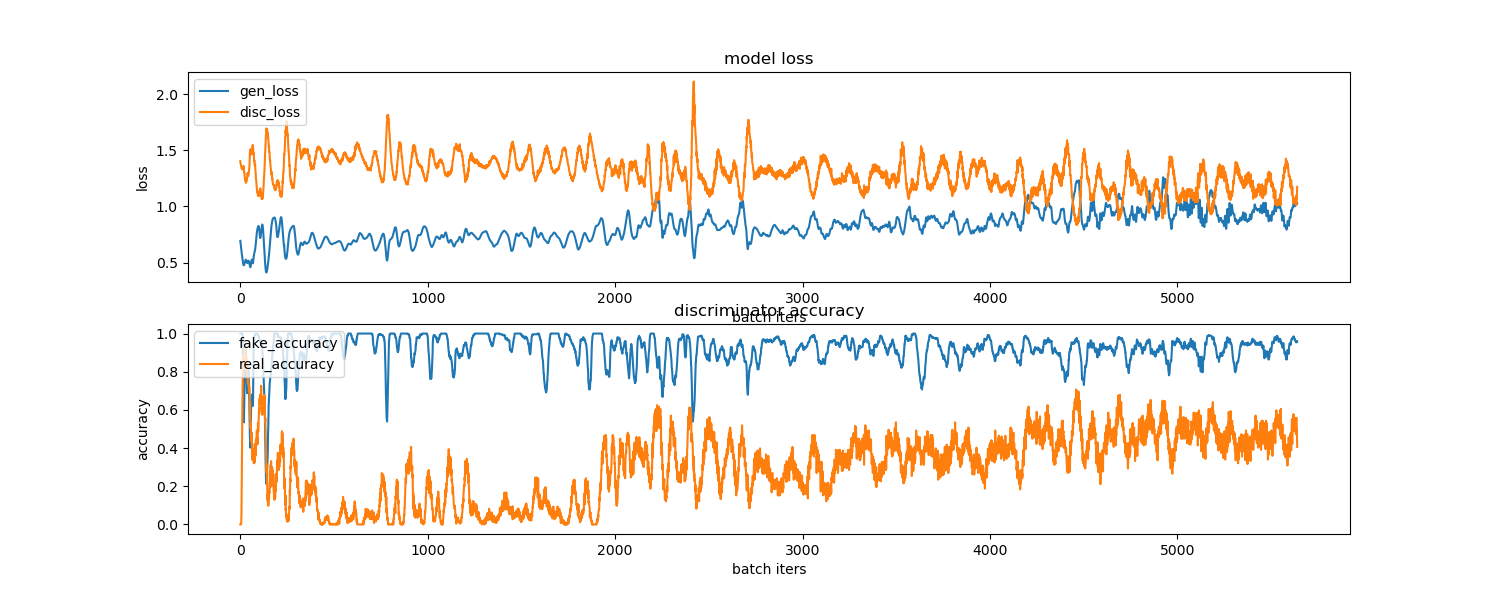 model loss
gen_loss
disc_loss
2.0
1.5
1.0
0.5
loss
0 1000 2000 3000 4000 5000
batch iters
discriminator accuracy
fake_accuracy
real_accuracy
1.0
0.8
0.6
0.4
0.2
0.0
accuracy
0 1000 2000 3000 4000 5000
batch iters